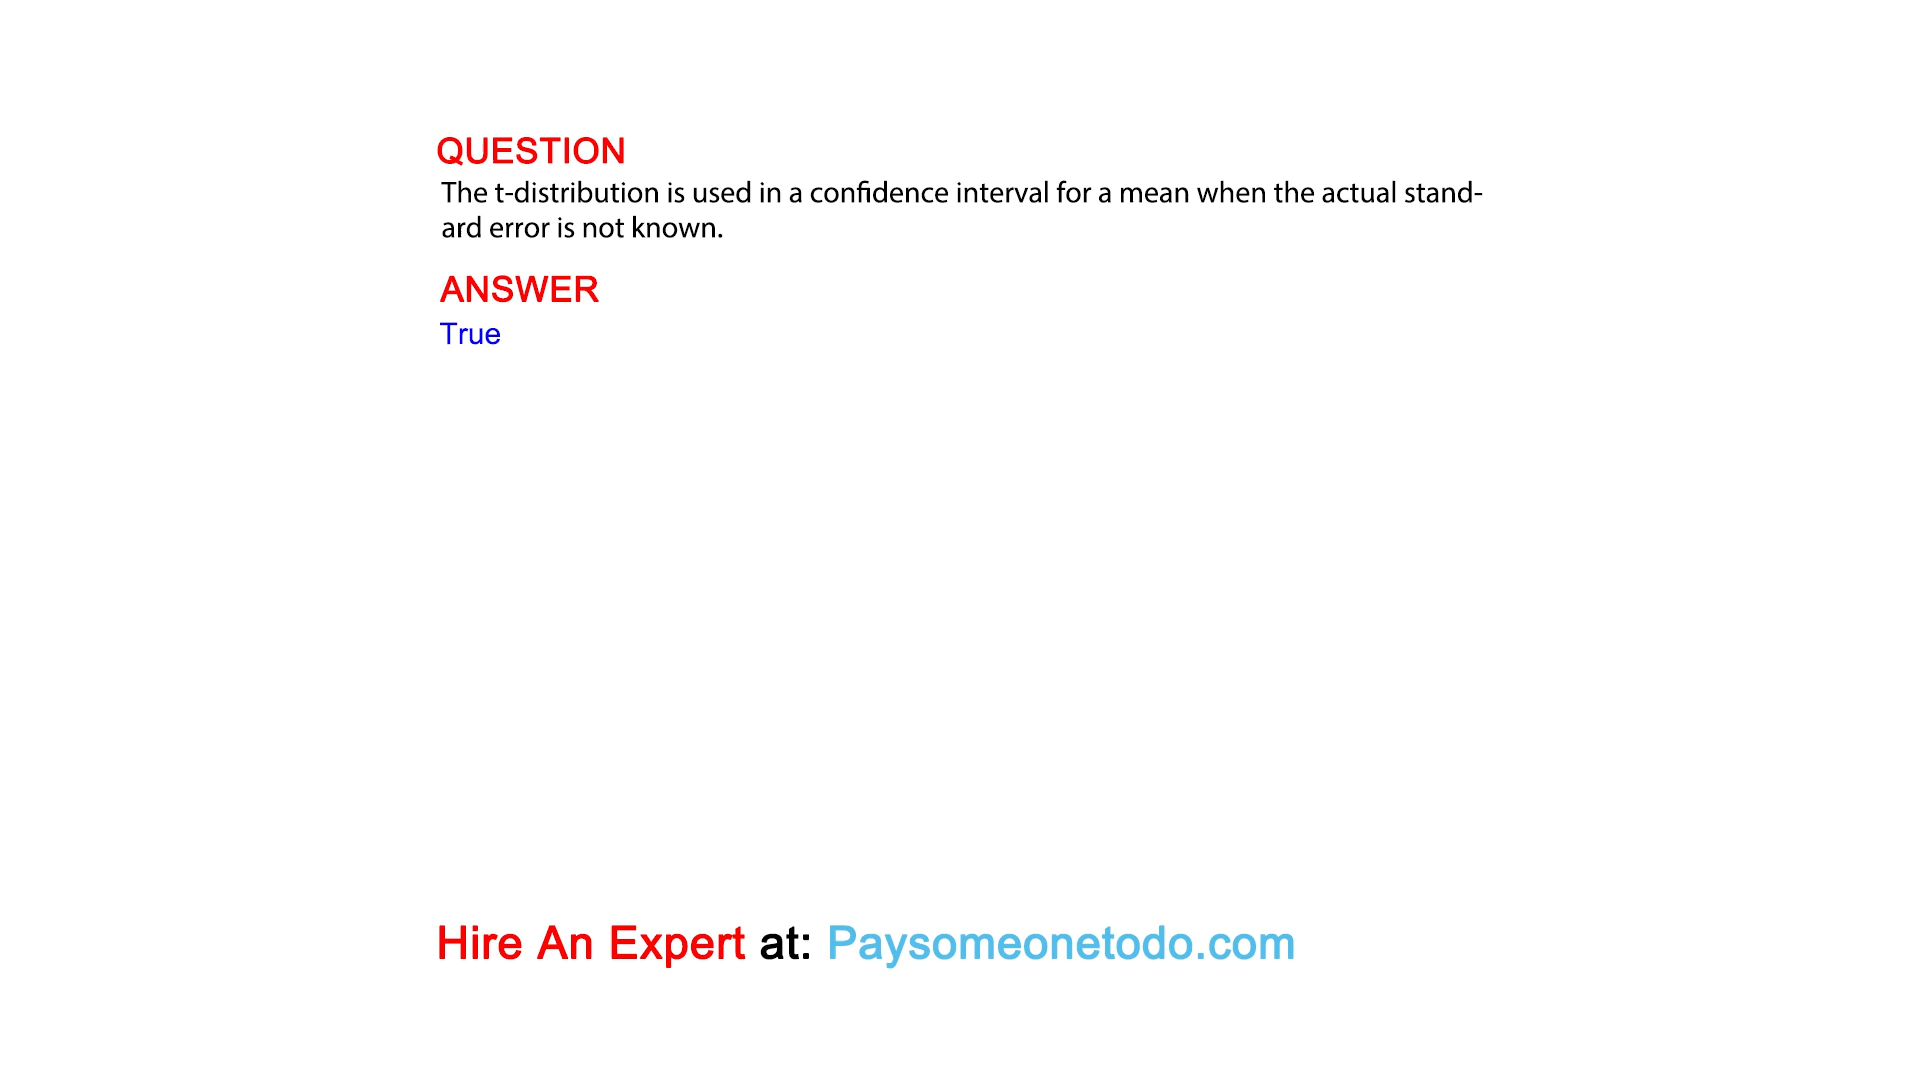 QUESTION
The t-distribution is used in a confidence interval for a mean when the actual stand-
ard error is not known.
ANSWER
True
Hire An Expert at: Paysomeonetodo.com